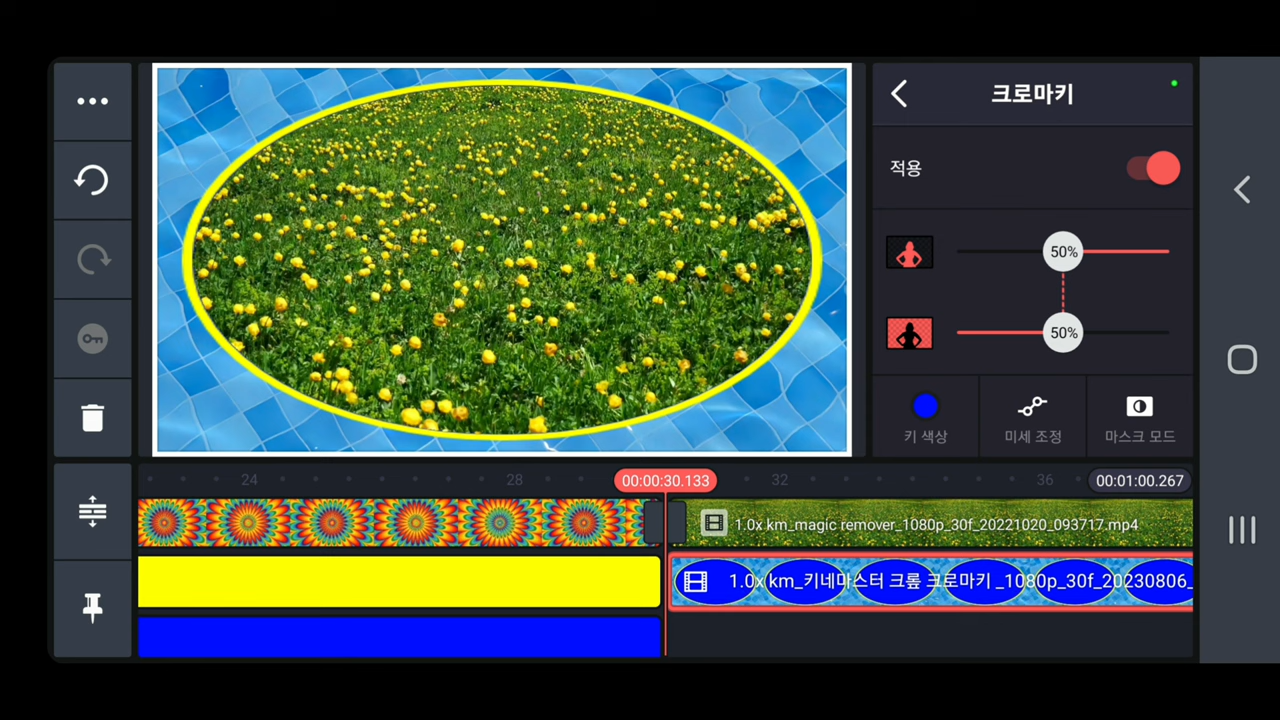 크로마키
적용
50%
50%
키 색상
미세 조정
마스크 모드
24
28
00:00:30.133
32
36
00:01:00.267
1.0x km_magic remover_1080p_30f_20221020_093717.mp4
1.0x km_키네마스터 크롶 크로마키 _1080p_30f_20230806_